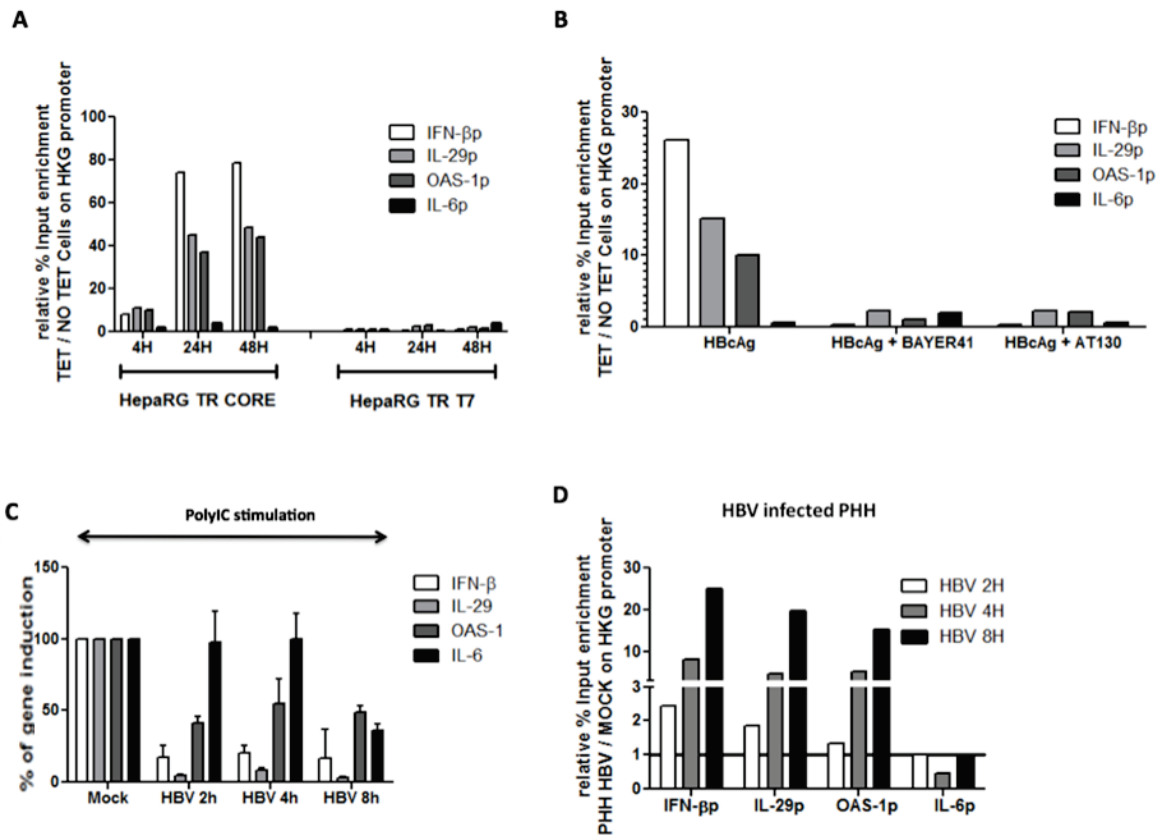 A
relative % Input enrichment
TET / NO TET Cells on HKG promoter
100
80
60
40
20
0
IFN-βp
IL-29p
OAS-1p
IL-6p
4H 24H 48H 4H 24H 48H
HepaRG TR CORE HepaRG TR T7
B
relative % Input enrichment
TET / NO TET Cells on HKG promoter
30
20
10
0
IFN-βp
IL-29p
OAS-1p
IL-6p
HBcAg HBcAg + BAYER41 HBcAg + AT130
C
PolyIC stimulation
% of gene induction
150
100
50
0
IFN-β
IL-29
OAS-1
IL-6
Mock HBV 2h HBV 4h HBV 8h
D
HBV infected PHH
relative % Input enrichment
PHH HBV / MOCK on HKG promoter
30
20
10
3
2
1
0
HBV 2H
HBV 4H
HBV 8H
IFN-βp IL-29p OAS-1p IL-6p